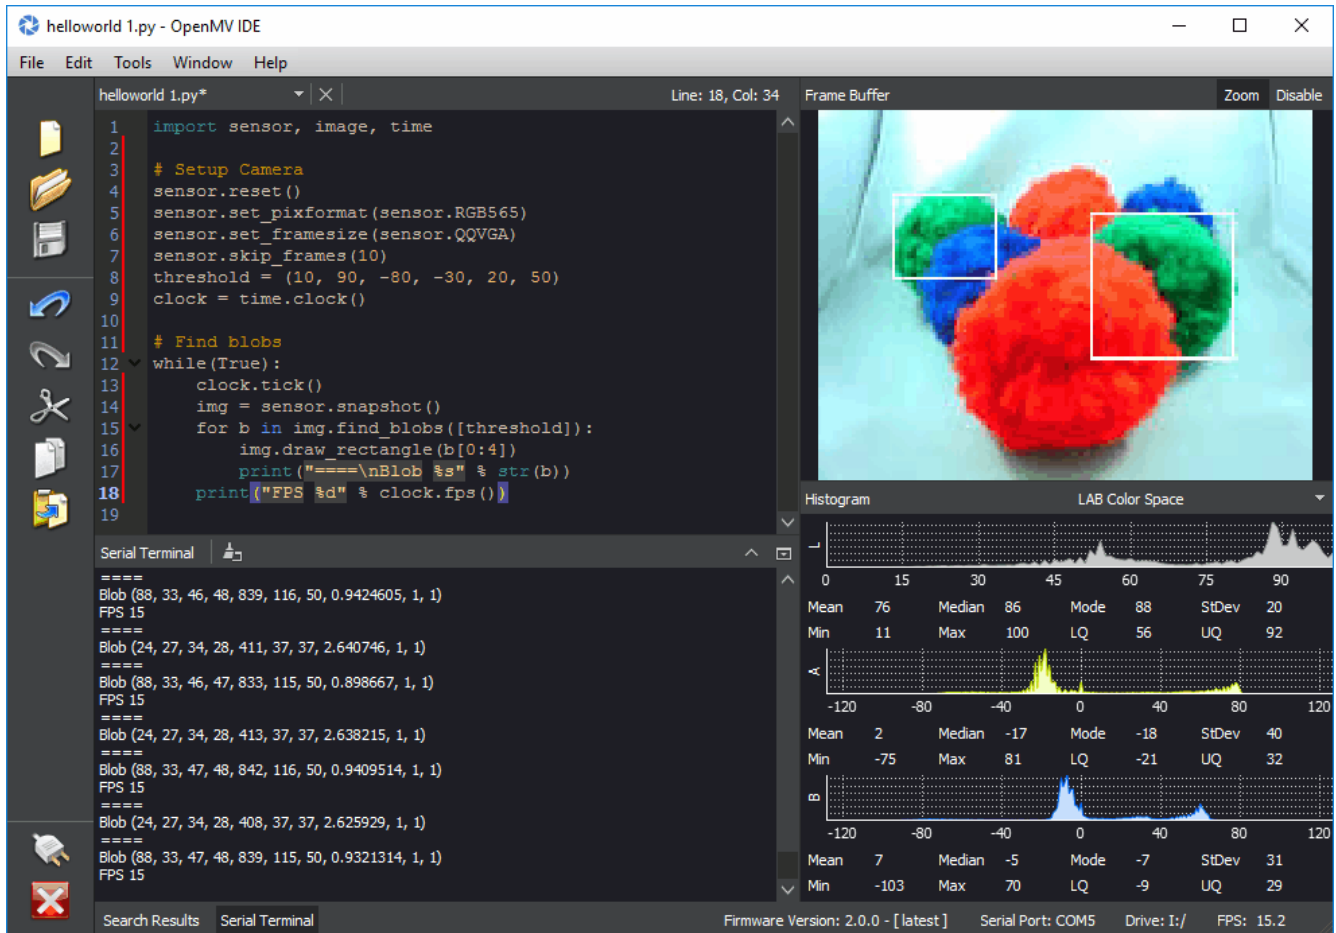 helloworld 1.py - OpenMV IDE
File Edit Tools Window Help
helloworld 1.py* Line: 18, Col: 34
1 import sensor, image, time
2
3 # Setup Camera
4 sensor.reset()
5 sensor.set_pixformat(sensor.RGB565)
6 sensor.set_framesize(sensor.QQVGA)
7 sensor.skip_frames(10)
8 threshold = (10, 90, -80, -30, 20, 50)
9 clock = time.clock()
10
11 # Find blobs
12 while(True):
13 clock.tick()
14 img = sensor.snapshot()
15 for b in img.find_blobs([threshold]):
16 img.draw_rectangle(b[0:4])
17 print("====\nBlob %s" % str(b))
18 print("FPS %d" % clock.fps())
19
Serial Terminal
====
Blob (88, 33, 46, 48, 839, 116, 50, 0.9424605, 1, 1)
FPS 15
====
Blob (24, 27, 34, 28, 411, 37, 37, 2.640746, 1, 1)
====
Blob (88, 33, 46, 47, 833, 115, 50, 0.898667, 1, 1)
FPS 15
====
Blob (24, 27, 34, 28, 413, 37, 37, 2.638215, 1, 1)
====
Blob (88, 33, 47, 48, 842, 116, 50, 0.9409514, 1, 1)
FPS 15
====
Blob (24, 27, 34, 28, 408, 37, 37, 2.625929, 1, 1)
====
Blob (88, 33, 47, 48, 839, 115, 50, 0.9321314, 1, 1)
FPS 15
Search Results Serial Terminal
Frame Buffer Zoom Disable
Histogram LAB Color Space
L
0 15 30 45 60 75 90
Mean 76 Median 86 Mode 88 StDev 20
Min 11 Max 100 LQ 56 UQ 92
A
-120 -80 -40 0 40 80 120
Mean 2 Median -17 Mode -18 StDev 40
Min -75 Max 81 LQ -21 UQ 32
B
-120 -80 -40 0 40 80 120
Mean 7 Median -5 Mode -7 StDev 31
Min -103 Max 70 LQ -9 UQ 29
Firmware Version: 2.0.0 - [ latest ] Serial Port: COM5 Drive: I:/ FPS: 15.2